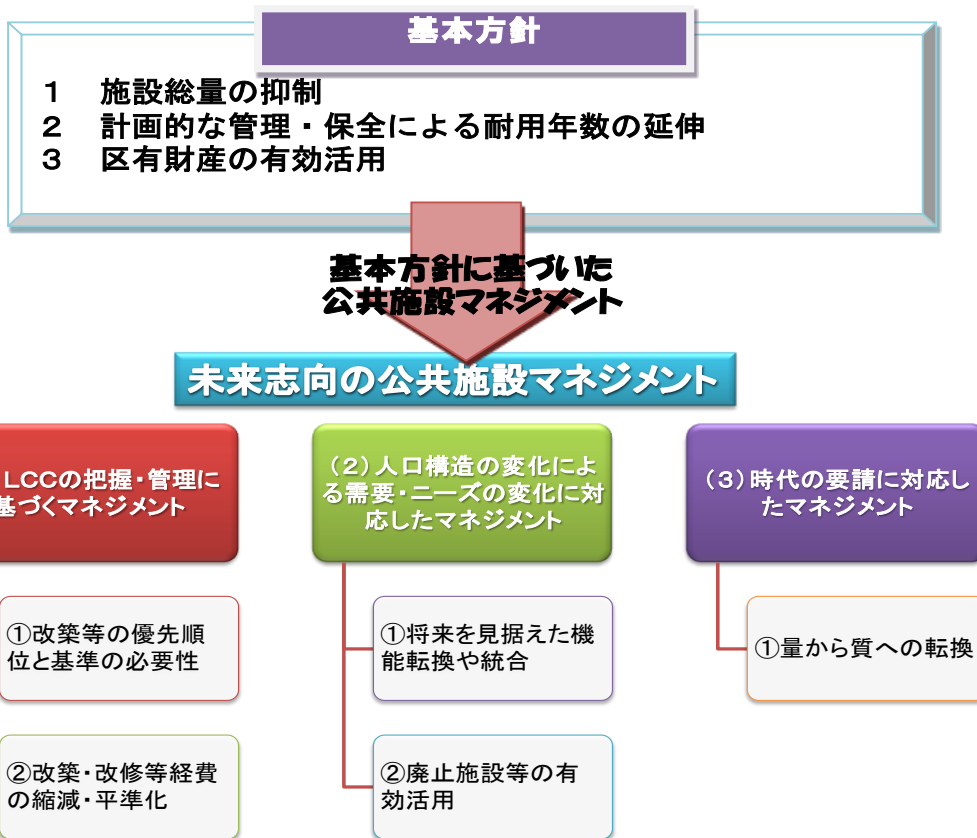 基本方針
１　施設総量の抑制
２　計画的な管理・保全による耐用年数の延伸
３　区有財産の有効活用
基本方針に基づいた
公共施設マネジメント
未来志向の公共施設マネジメント
LCCの把握・管理に
基づくマネジメント
①改築等の優先順
位と基準の必要性
②改築・改修等経費
の縮減・平準化
（２）人口構造の変化によ
る需要・ニーズの変化に対
応したマネジメント
①将来を見据えた機
能転換や統合
②廃止施設等の有
効活用
（３）時代の要請に対応し
たマネジメント
①量から質への転換